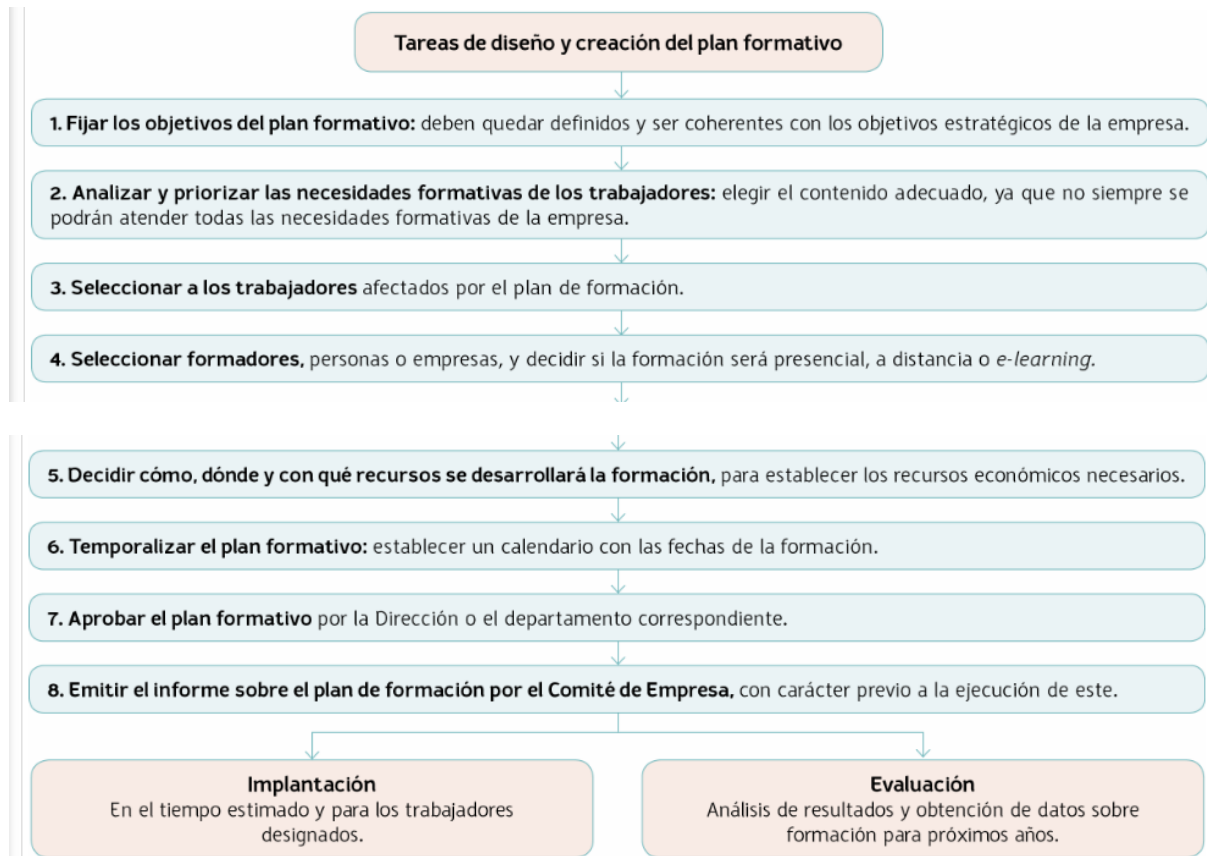 Tareas de diseño y creación del plan formativo
1. Fijar los objetivos del plan formativo: deben quedar definidos y ser coherentes con los objetivos estratégicos de la empresa.
2. Analizar y priorizar las necesidades formativas de los trabajadores: elegir el contenido adecuado, ya que no siempre se
podrán atender todas las necesidades formativas de la empresa.
3. Seleccionar a los trabajadores afectados por el plan de formación.
4. Seleccionar formadores, personas o empresas, y decidir si la formación será presencial, a distancia o e-learning.
5. Decidir cómo, dónde y con qué recursos se desarrollará la formación, para establecer los recursos económicos necesarios.
6. Temporalizar el plan formativo: establecer un calendario con las fechas de la formación.
7. Aprobar el plan formativo por la Dirección o el departamento correspondiente.
8. Emitir el informe sobre el plan de formación por el Comité de Empresa, con carácter previo a la ejecución de este.
Implantación
En el tiempo estimado y para los trabajadores
designados.
Evaluación
Análisis de resultados y obtención de datos sobre
formación para próximos años.